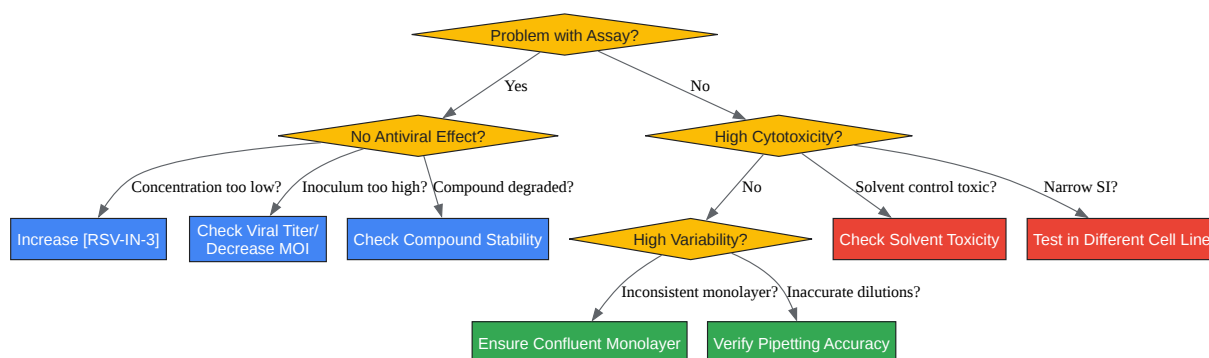 Problem with Assay?
Yes
No
No Antiviral Effect?
High Cytotoxicity?
Concentration too low?
Inoculum too high?
Compound degraded?
No
Solvent control toxic?
Narrow SI?
Increase [RSV-IN-3]
Check Viral Titer/
Decrease MOI
Check Compound Stability
High Variability?
Check Solvent Toxicity
Test in Different Cell Line
Inconsistent monolayer?
Inaccurate dilutions?
Ensure Confluent Monolayer
Verify Pipetting Accuracy